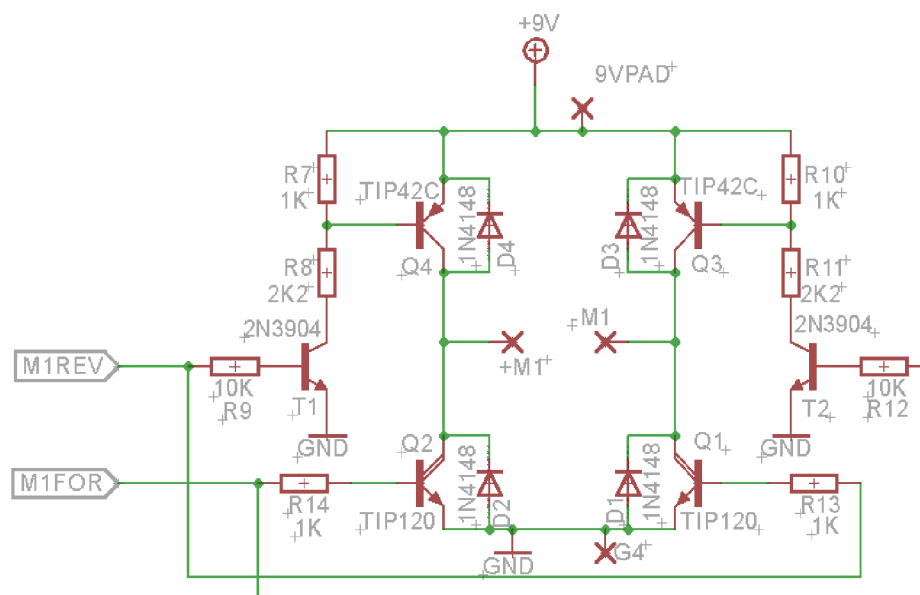 +9V
9VPAD
R7
1K
TIP42C
1N4148
D4
Q4
R8
2K2
2N3904
M1REV
10K
R9
T1
GND
+M1
M1
1N4148
D3
TIP42C
Q3
R10
1K
R11
2K2
2N3904
T2
10K
R12
GND
M1FOR
R14
1K
Q2
TIP120
1N4148
D2
GND
G4
D1
1N4148
Q1
TIP120
R13
1K